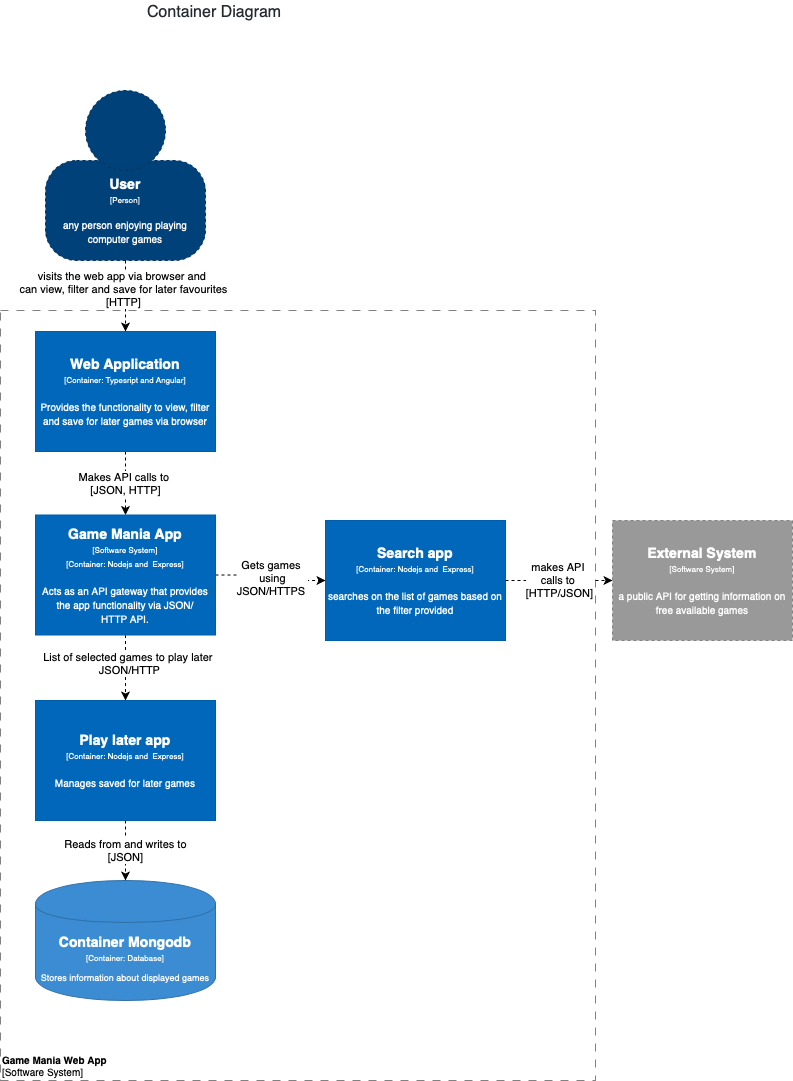 Container Diagram
User
[Person]
any person enjoying playing
computer games
visits the web app via browser and
can view, filter and save for later favourites
[HTTP]
Web Application
[Container: Typesript and Angular]
Provides the functionality to view, filter
and save for later games via browser
Makes API calls to
[JSON, HTTP]
Game Mania App
[Software System]
[Container: Nodejs and  Express]
Acts as an API gateway that provides
the app functionality via JSON/
HTTP API.
Gets games
using
JSON/HTTPS
Search app
[Container: Nodejs and  Express]
searches on the list of games based on
the filter provided
makes API
calls to
[HTTP/JSON]
External System
[Software System]
a public API for getting information on
free available games
List of selected games to play later
JSON/HTTP
Play later app
[Container: Nodejs and  Express]
Manages saved for later games
Reads from and writes to
[JSON]
Container Mongodb
[Container: Database]
Stores information about displayed games
Game Mania Web App
[Software System]